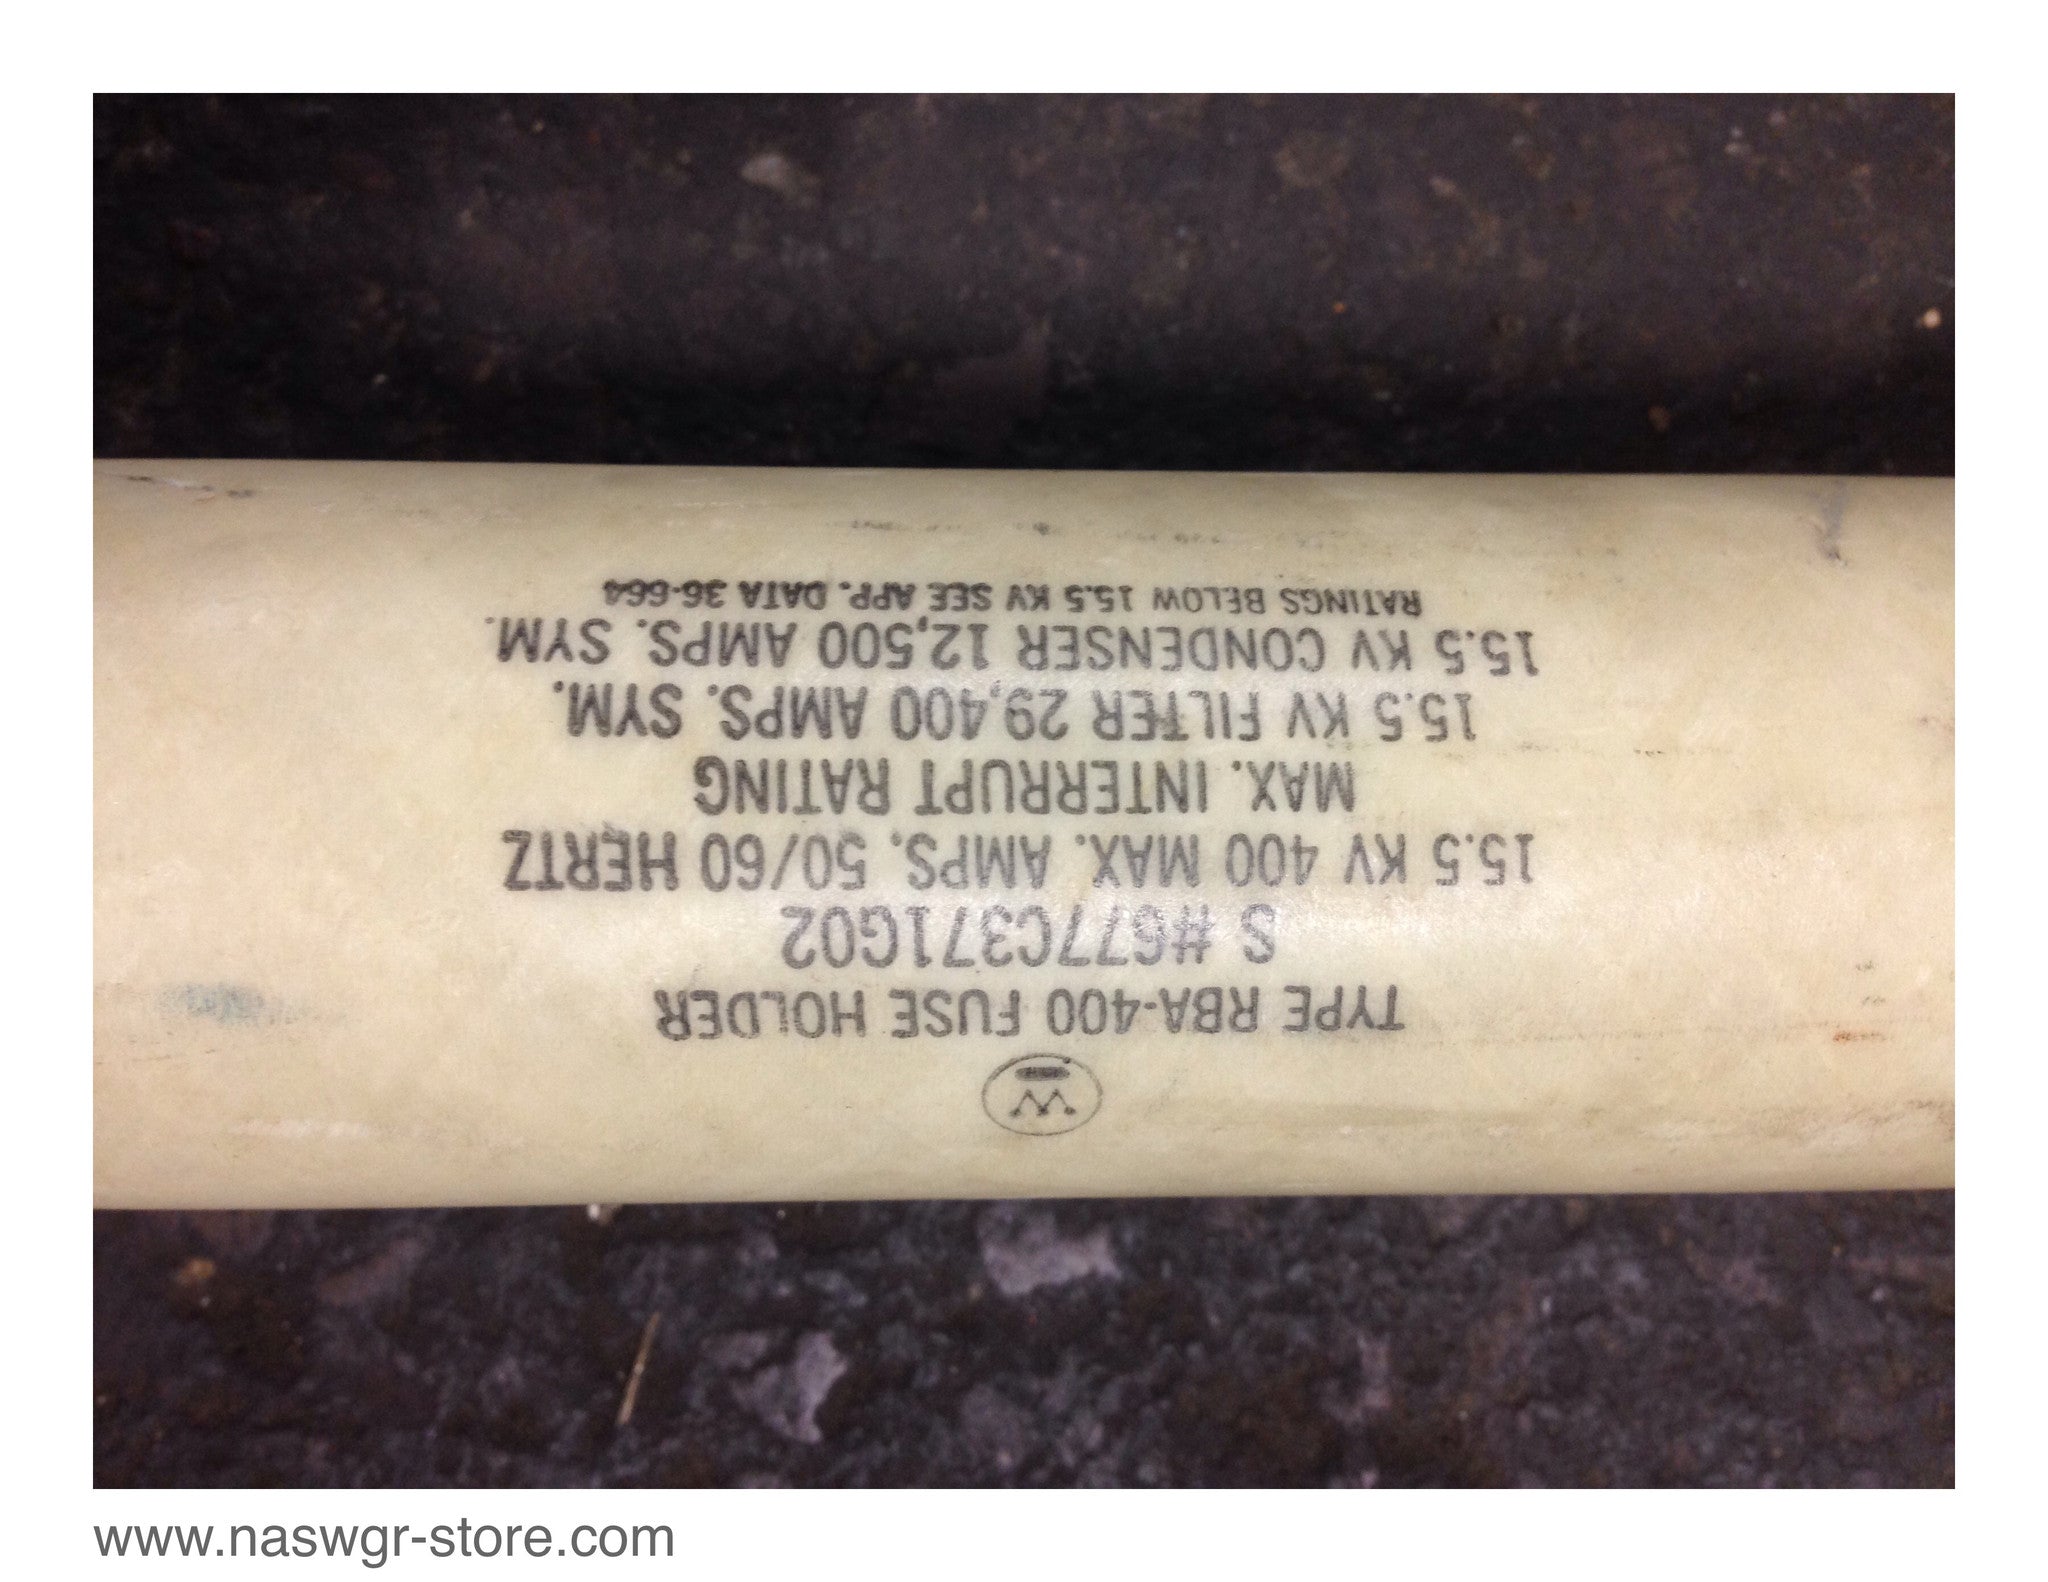 W
TYPE RBA-400 FUSE HOLDER
S #677C371G02
15.5 KV 400 MAX. AMPS. 50/60 HERTZ
MAX. INTERRUPT RATING
15.5 KV FILTER 29,400 AMPS. SYM.
15.5 KV CONDENSER 12,500 AMPS. SYM.
RATINGS BELOW 15.5 KV SEE APP. DATA 36-664
www.naswgr-store.com